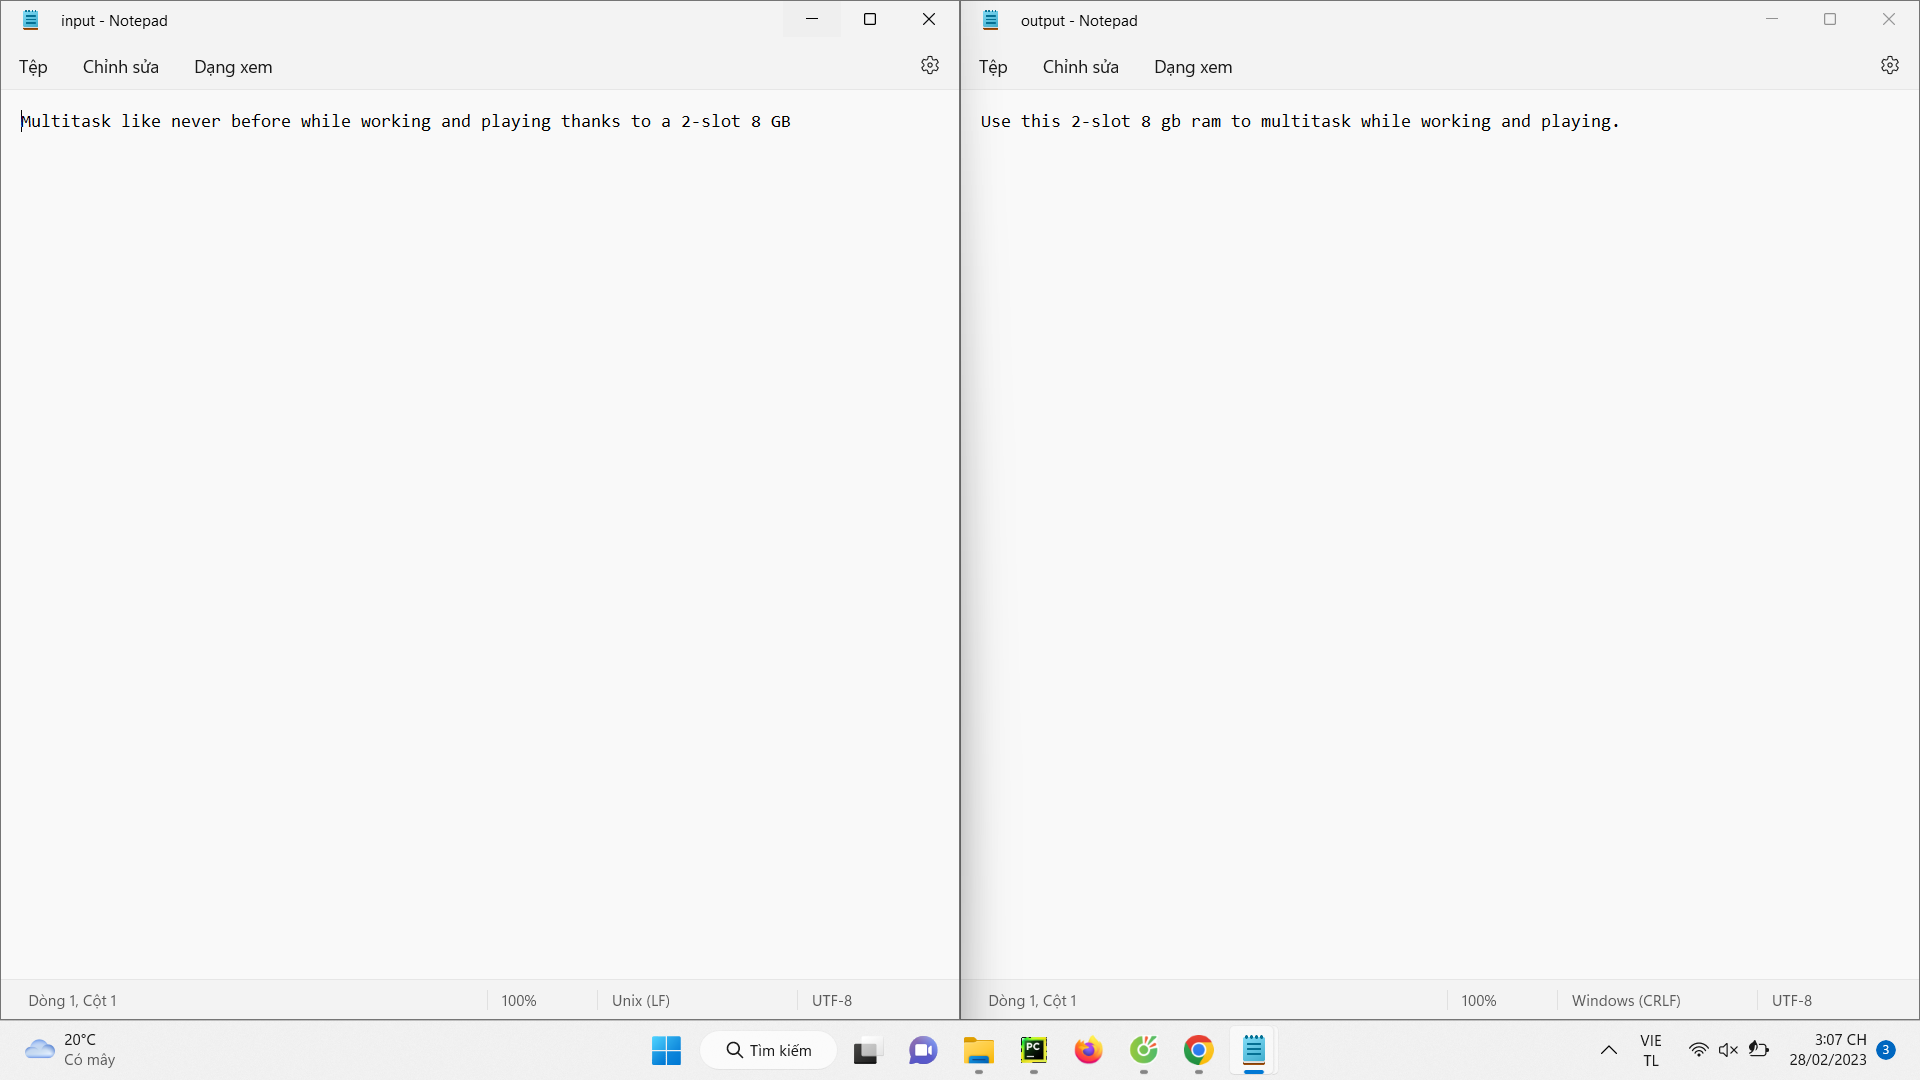 input - Notepad
Tệp Chỉnh sửa Dạng xem
Multitask like never before while working and playing thanks to a 2-slot 8 GB
Dòng 1, Cột 1 100% Unix (LF) UTF-8
output - Notepad
Tệp Chỉnh sửa Dạng xem
Use this 2-slot 8 gb ram to multitask while working and playing.
Dòng 1, Cột 1 100% Windows (CRLF) UTF-8
20°C
Có mây
Tìm kiếm
PC
VIE
TL
3:07 CH
28/02/2023
3